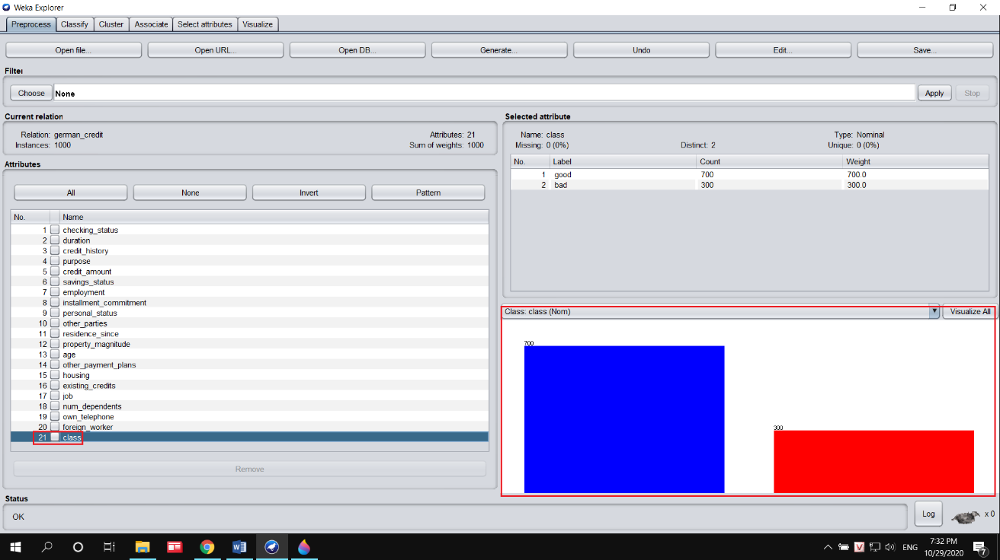 Weka Explorer
Preprocess Classify Cluster Associate Select attributes Visualize
Open file... Open URL... Open DB... Generate... Undo Edit... Save...
Filter
Choose None Apply Stop
Current relation
Relation: german_credit Attributes: 21
Instances: 1000 Sum of weights: 1000
Attributes
All None Invert Pattern
No. Name
1 checking_status
2 duration
3 credit_history
4 purpose
5 credit_amount
6 savings_status
7 employment
8 installment_commitment
9 personal_status
10 other_parties
11 residence_since
12 property_magnitude
13 age
14 other_payment_plans
15 housing
16 existing_credits
17 job
18 num_dependents
19 own_telephone
20 foreign_worker
21 class
Remove
Selected attribute
Name: class Type: Nominal
Missing: 0 (0%) Distinct: 2 Unique: 0 (0%)
No. Label Count Weight
1 good 700 700.0
2 bad 300 300.0
Class: class (Nom) Visualize All
700
300
Status
OK
Log x 0
ENG
7:32 PM
10/29/2020
7